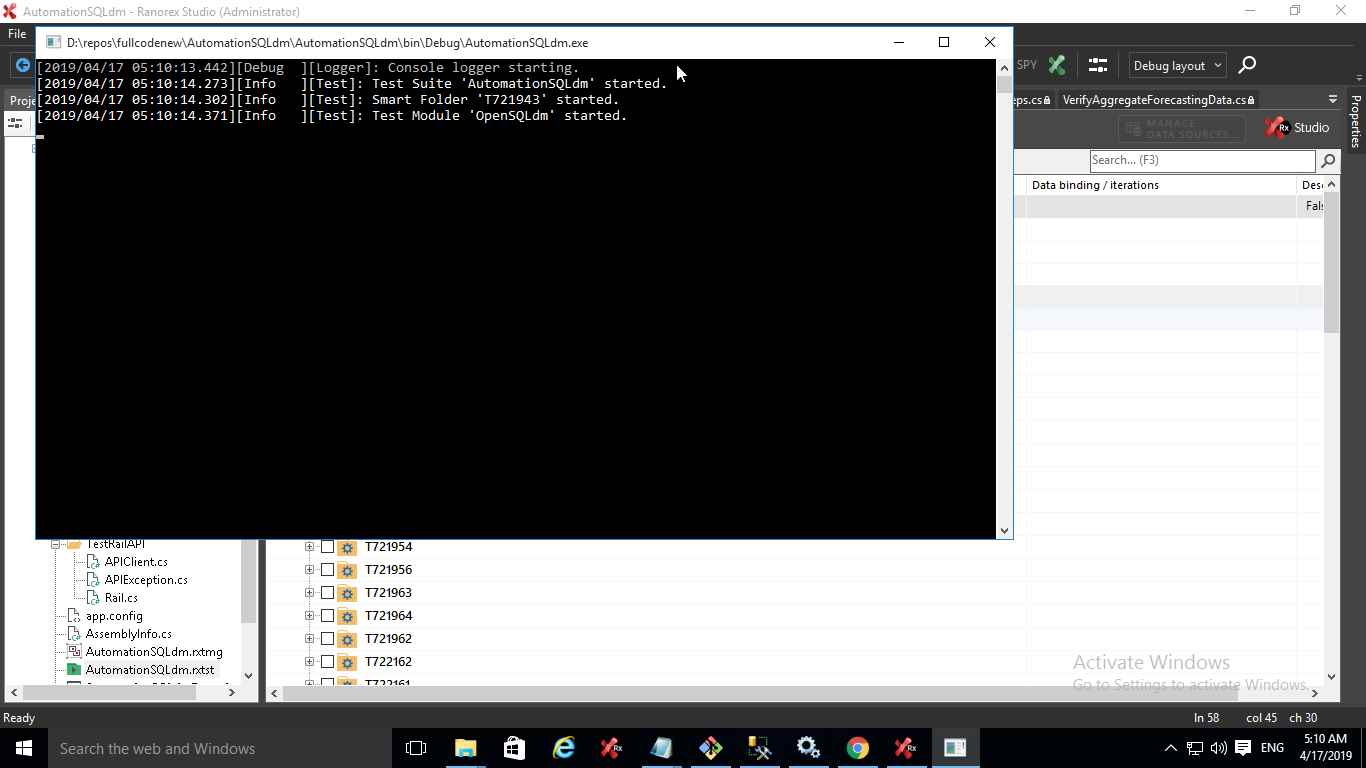 AutomationSQLdm - Ranorex Studio (Administrator)
File
D:\repos\fullcodenew\AutomationSQLdm\AutomationSQLdm\bin\Debug\AutomationSQLdm.exe
[2019/04/17 05:10:13.442][Debug  ][Logger]: Console logger starting.
[2019/04/17 05:10:14.273][Info   ][Test]: Test Suite 'AutomationSQLdm' started.
[2019/04/17 05:10:14.302][Info   ][Test]: Smart Folder 'T721943' started.
[2019/04/17 05:10:14.371][Info   ][Test]: Test Module 'OpenSQLdm' started.
SPY
Debug layout
Proje
eps.cs
VerifyAggregateForecastingData.cs
Properties
MANAGE
DATA SOURCES...
Rx Studio
Search... (F3)
Data binding / iterations
Des
Fals
TestRailAPI
APIClient.cs
APIException.cs
Rail.cs
app.config
AssemblyInfo.cs
AutomationSQLdm.rxtmg
AutomationSQLdm.rxtst
T721954
T721956
T721963
T721964
T721962
T722162
T722161
Activate Windows
Go to Settings to activate Windows.
Ready
ln 58
col 45
ch 30
Search the web and Windows
Rx
Rx
ENG
5:10 AM
4/17/2019